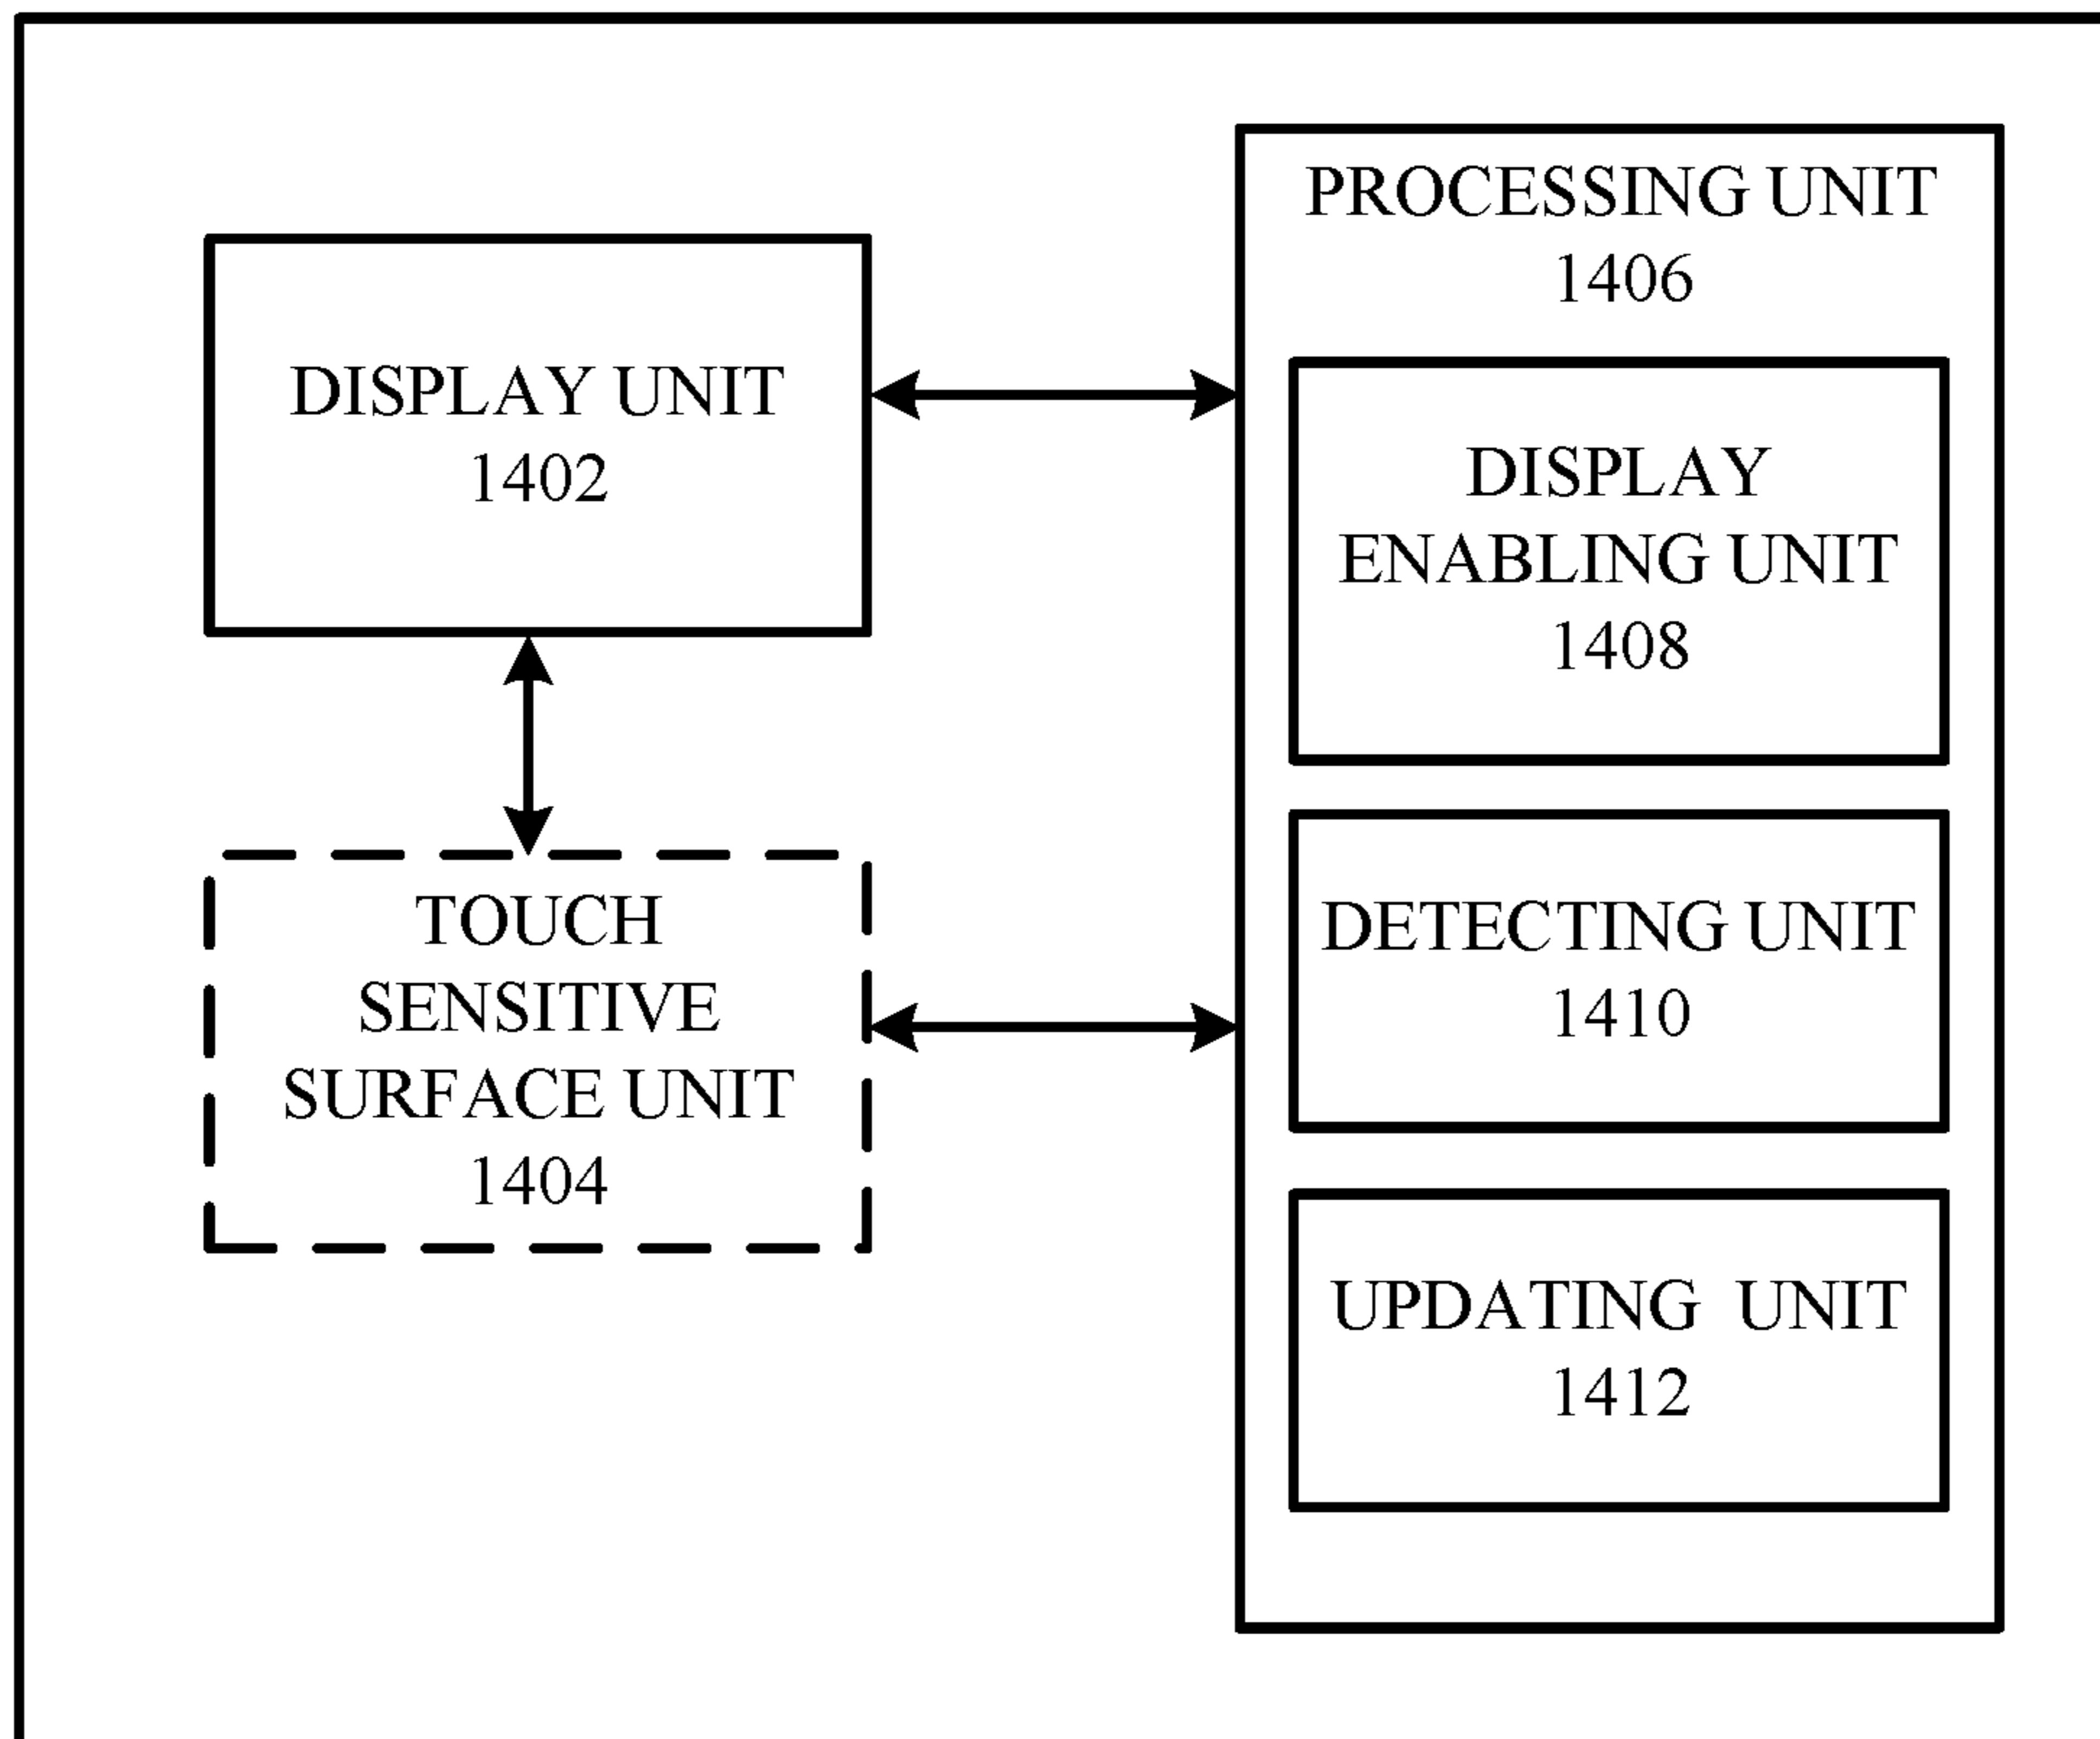 DISPLAY UNIT
1402
TOUCH
SENSITIVE
SURFACE UNIT
1404
PROCESSING UNIT
1406
DISPLAY
ENABLING UNIT
1408
DETECTING UNIT
1410
UPDATING UNIT
1412